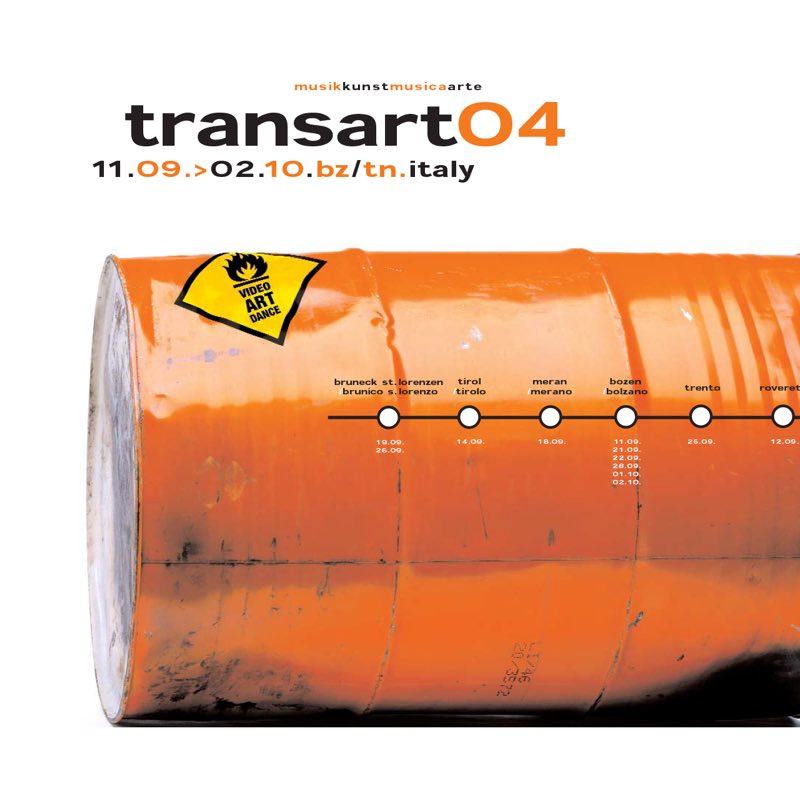 musikkunstmusicaarte
transart04
11.09.>02.10.bz/tn.italy
VIDEO
ART
DANCE
bruneck st.lorenzen
/brunico s.lorenzo
tirol
/tirolo
meran
/merano
bozen
/bolzano
trento
roveret
19.09.
26.09.
14.09.
18.09.
11.09.
21.09.
22.09.
28.09.
01.10.
02.10.
25.09.
12.09.